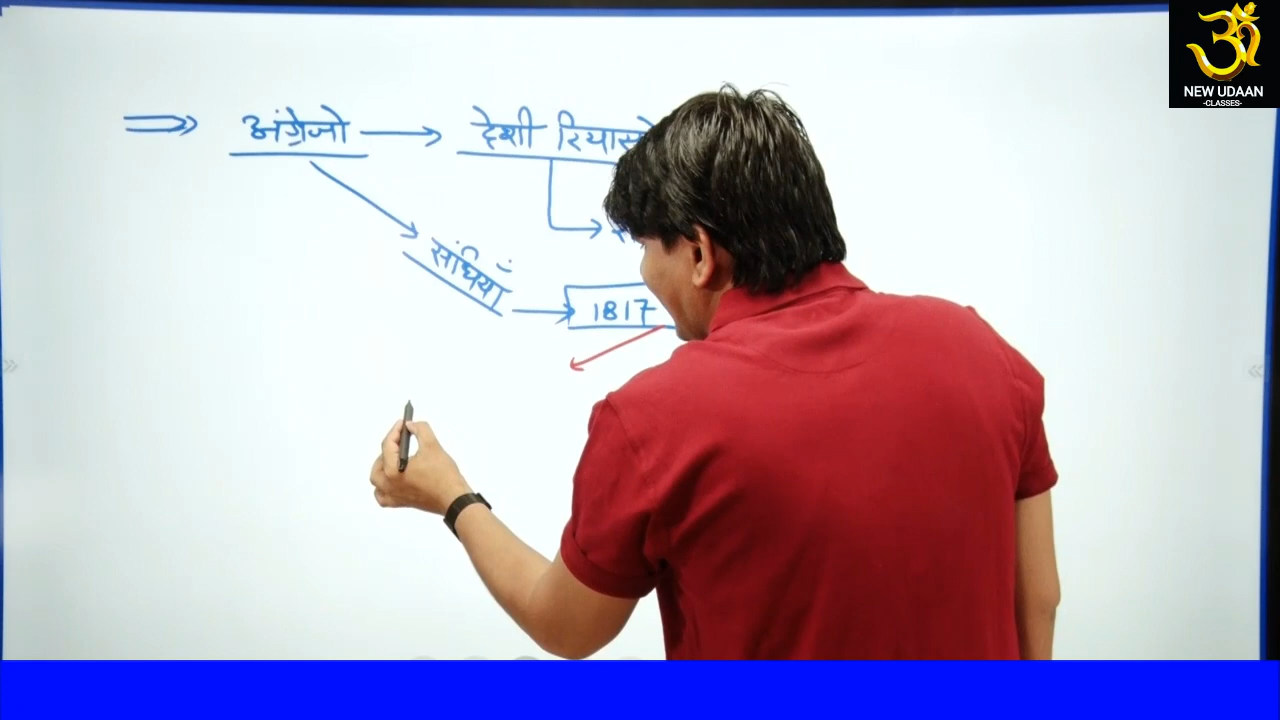 अंग्रेजो → देशी
संधियाँ → 1817
NEW UDAAN
-CLASSES-